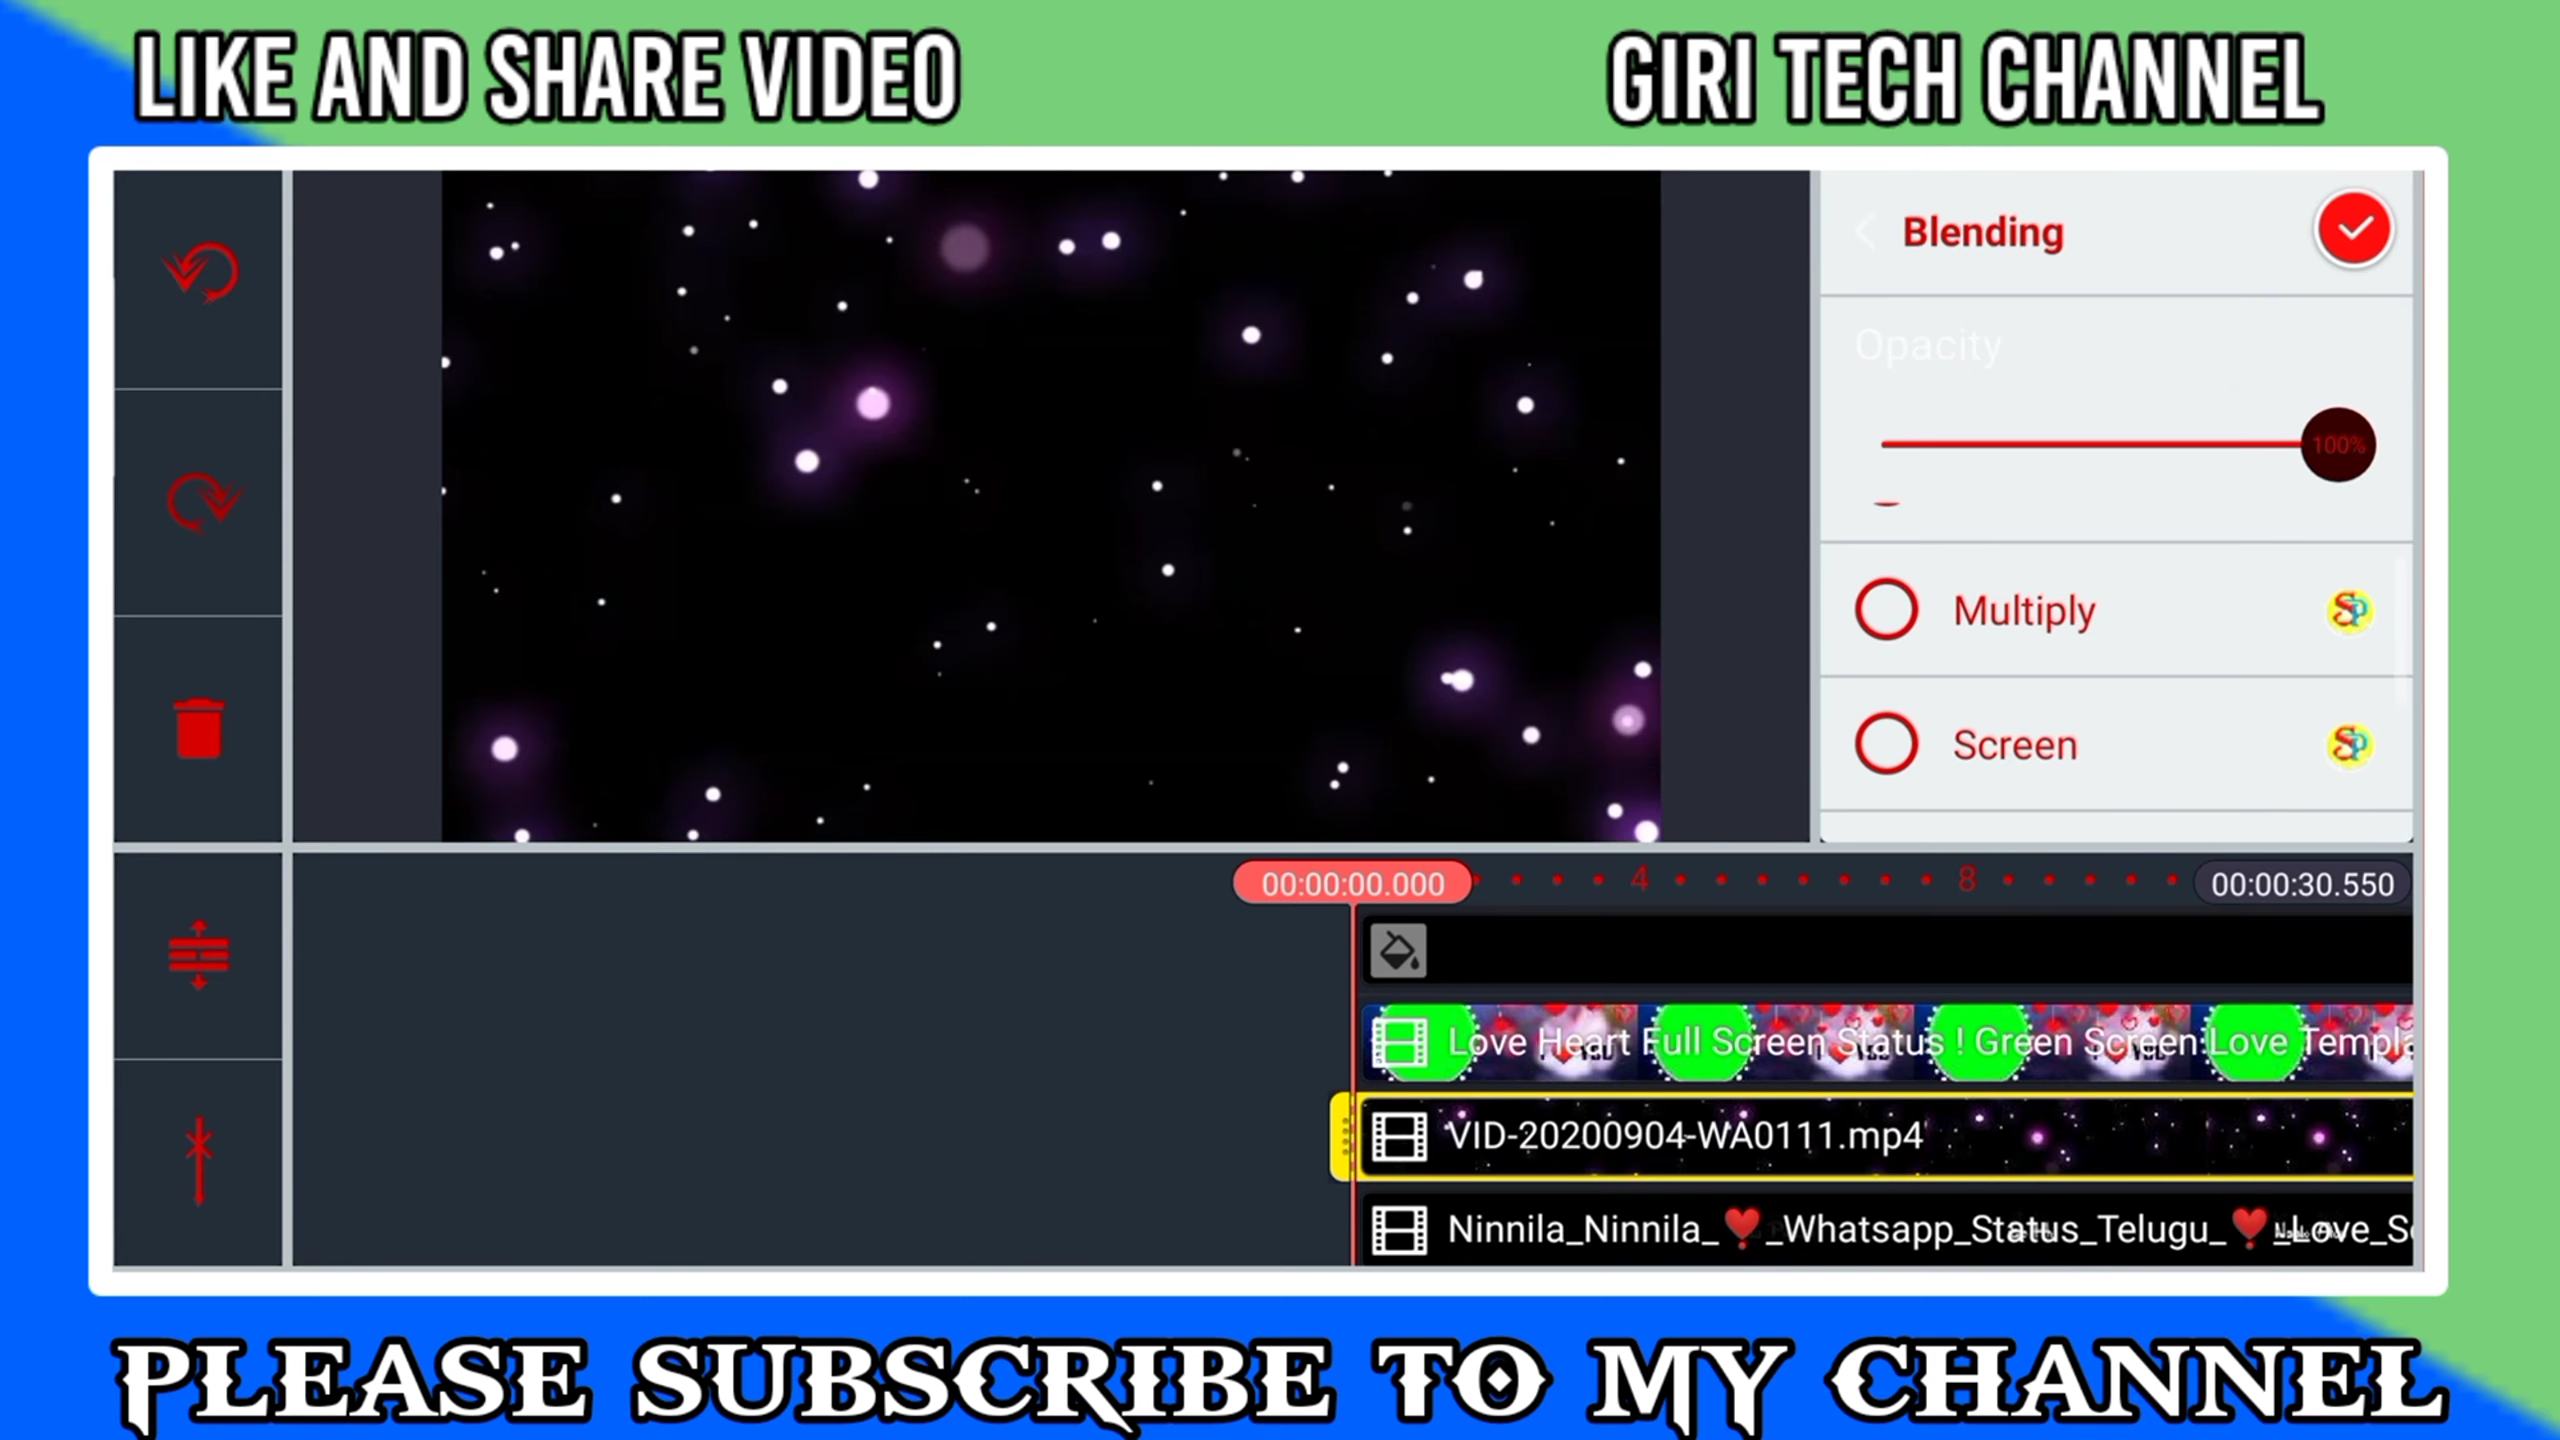 LIKE AND SHARE VIDEO
GIRI TECH CHANNEL
Blending
Opacity
100%
Multiply
Sp
Screen
Sp
00:00:00.000
4
8
00:00:30.550
Love Heart Full Screen Status ! Green Screen Love Templa
VID-20200904-WA0111.mp4
Ninnila_Ninnila_❣_Whatsapp_Status_Telugu_❣_Love_S
PLEASE SUBSCRIBE TO MY CHANNEL